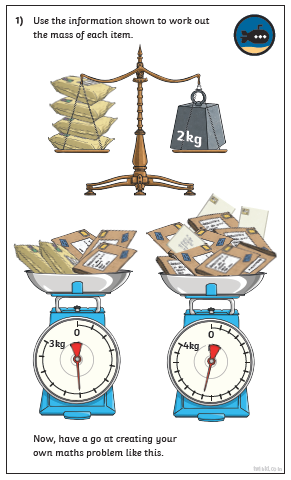 1) Use the information shown to work out
the mass of each item.
2kg
0
3kg
0
4kg
Now, have a go at creating your
own maths problem like this.